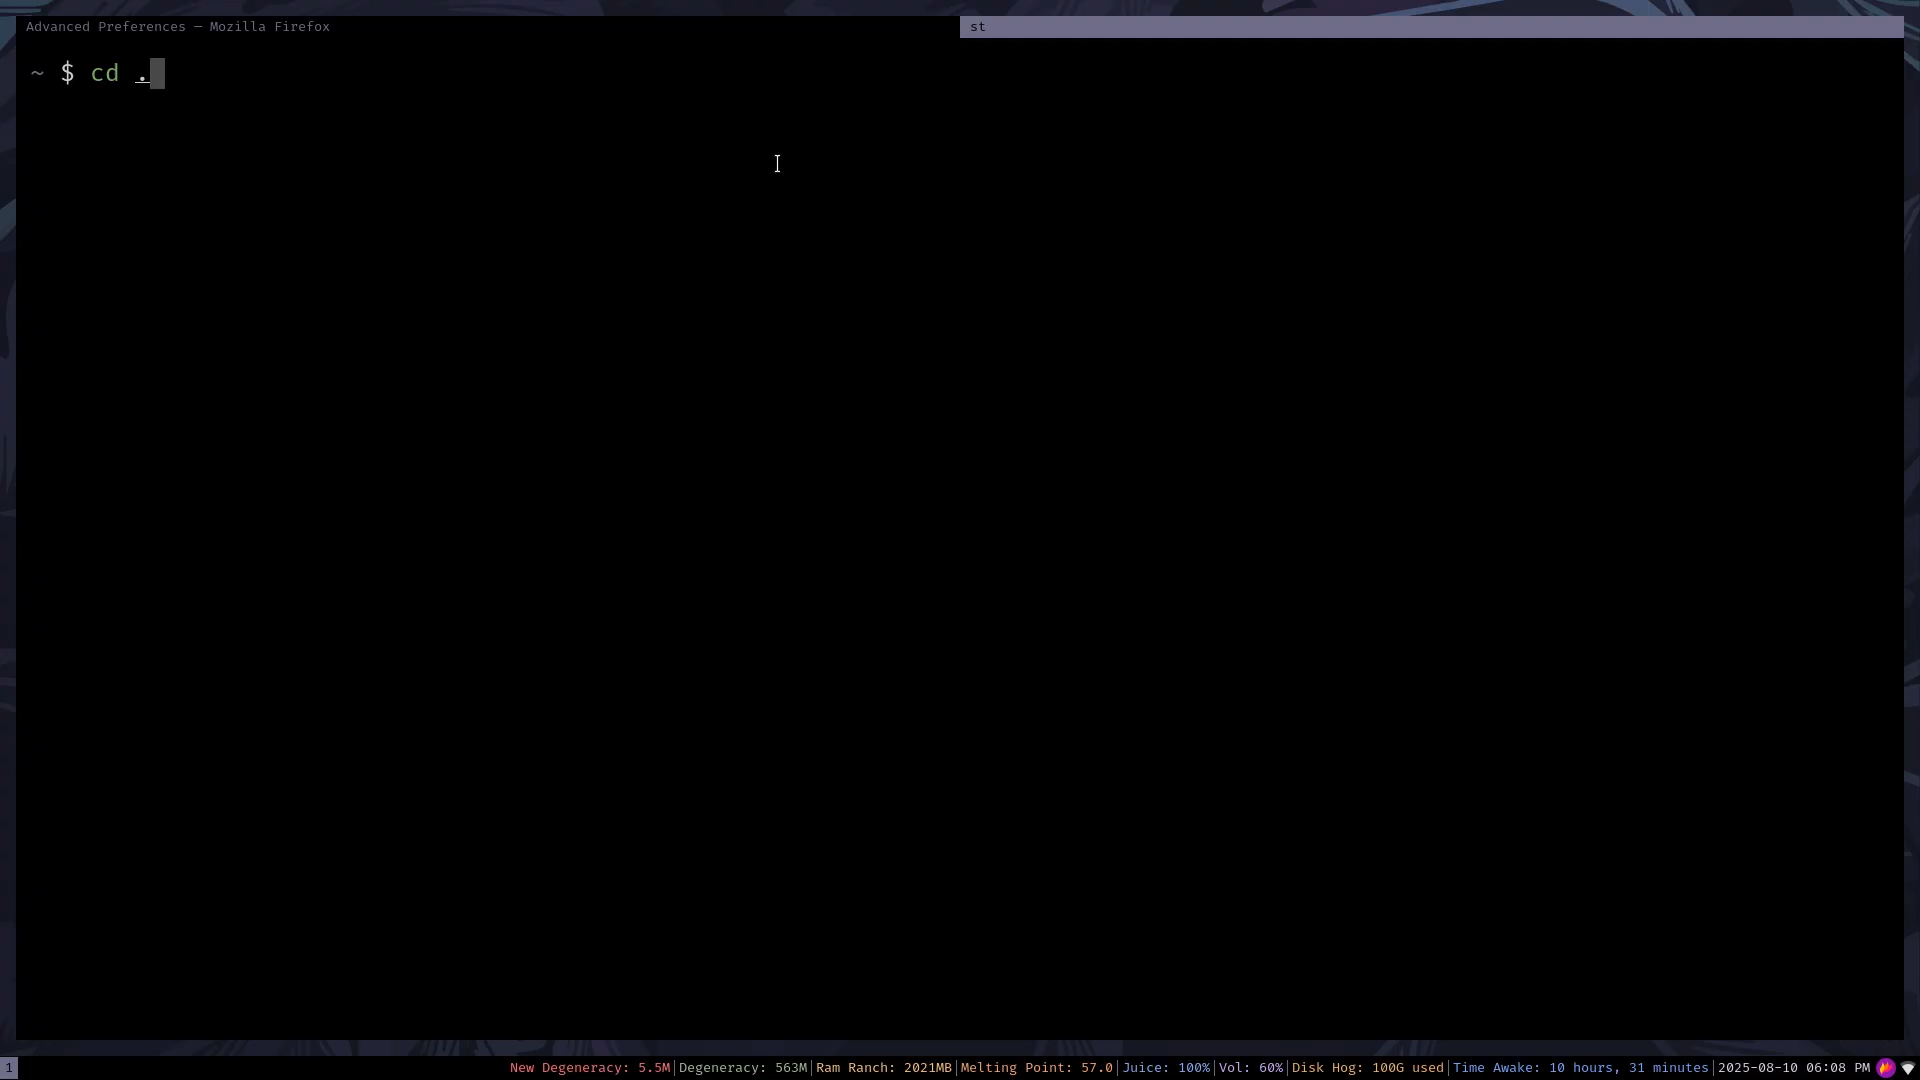 Advanced Preferences — Mozilla Firefox
st
~ $ cd .
1
New Degeneracy: 5.5M|Degeneracy: 563M|Ram Ranch: 2021MB|Melting Point: 57.0|Juice: 100%|Vol: 60%|Disk Hog: 100G used|Time Awake: 10 hours, 31 minutes|2025-08-10 06:08 PM